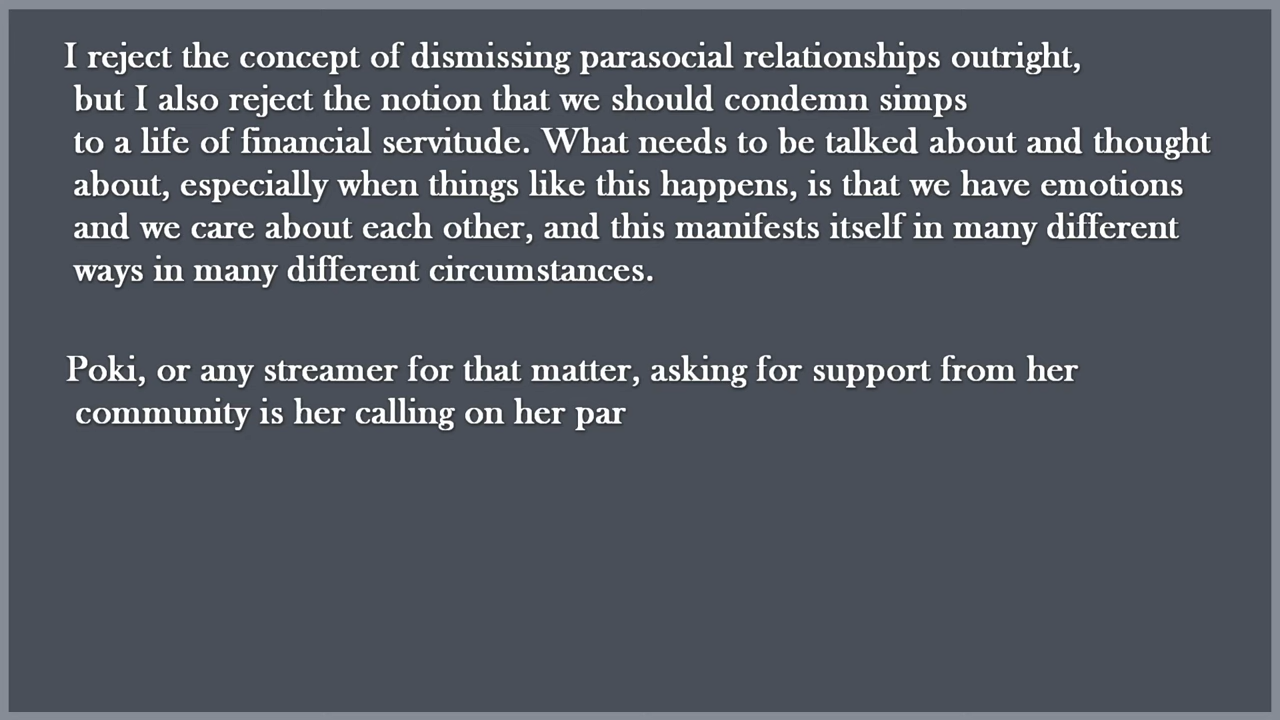 I reject the concept of dismissing parasocial relationships outright,
but I also reject the notion that we should condemn simps
to a life of financial servitude. What needs to be talked about and thought
about, especially when things like this happens, is that we have emotions
and we care about each other, and this manifests itself in many different
ways in many different circumstances.
Poki, or any streamer for that matter, asking for support from her
community is her calling on her par